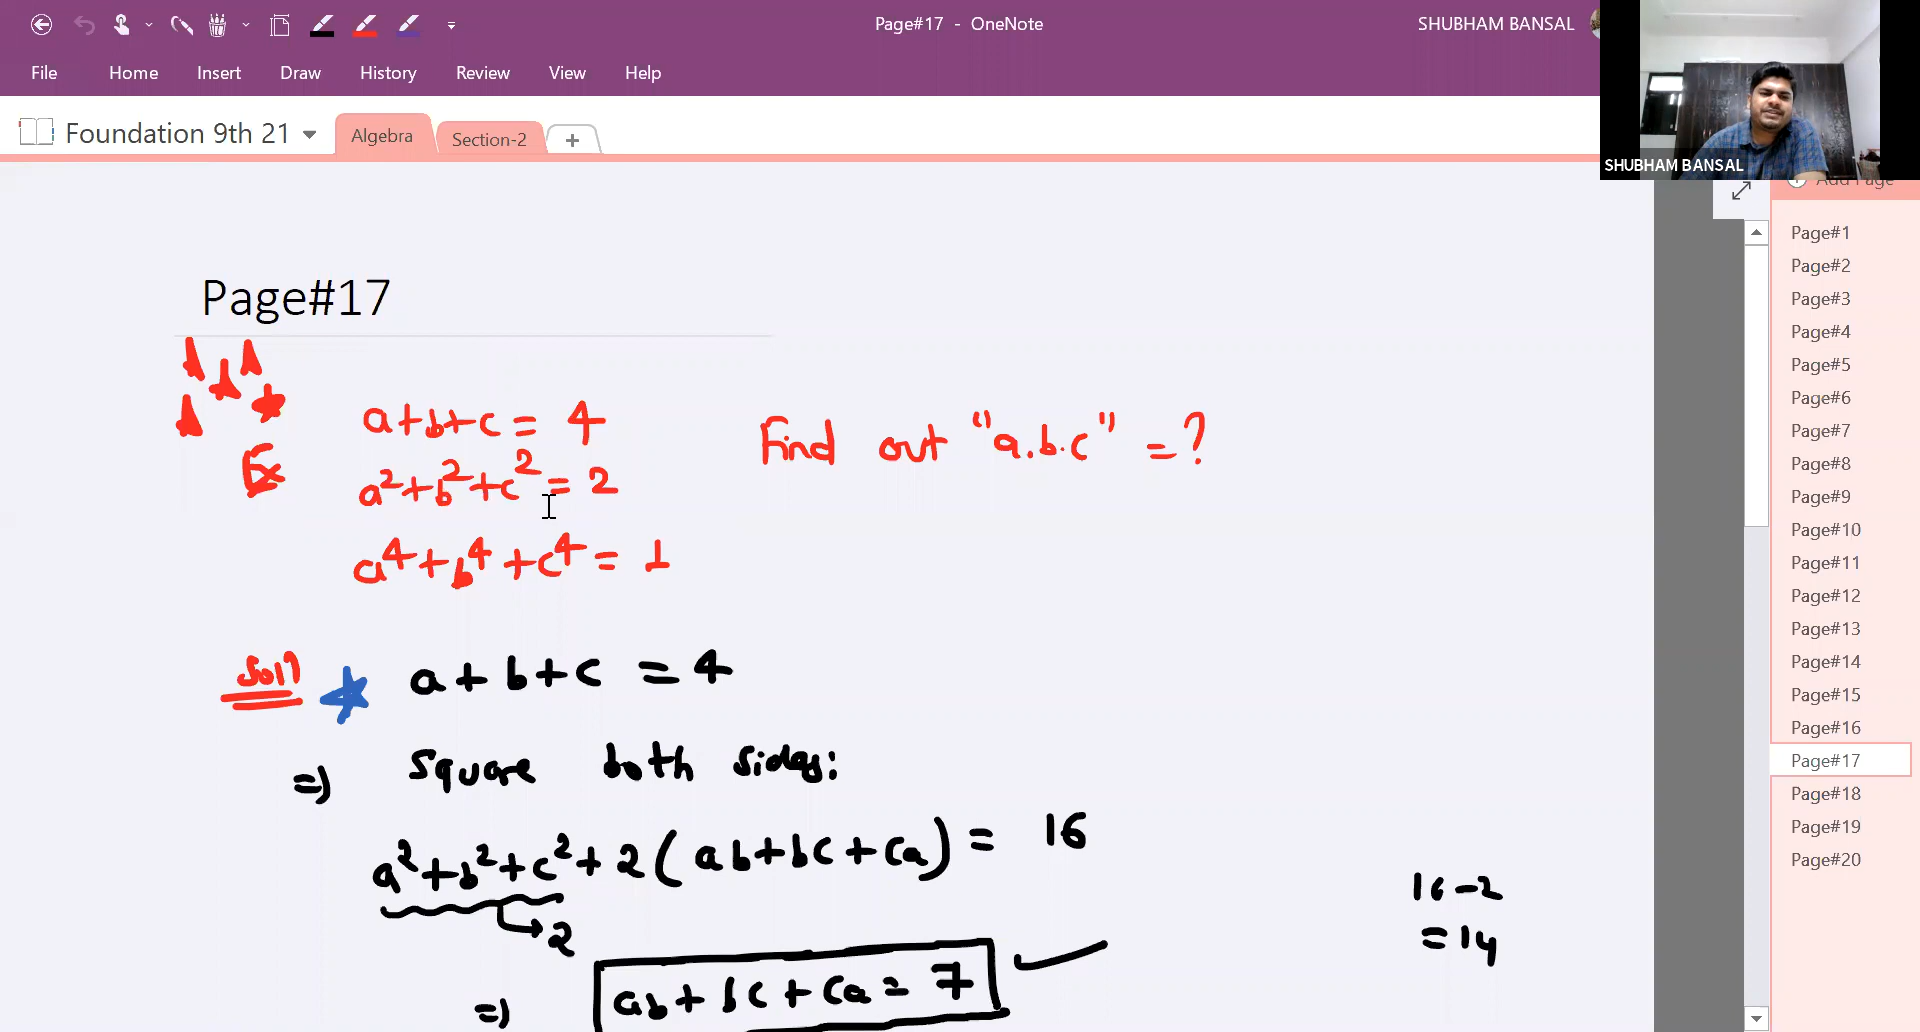 Page#17 - OneNote
SHUBHAM BANSAL
File Home Insert Draw History Review View Help
SHUBHAM BANSAL
Foundation 9th 21
Algebra
Section-2
+
Add Page
Page#1
Page#2
Page#3
Page#4
Page#5
Page#6
Page#7
Page#8
Page#9
Page#10
Page#11
Page#12
Page#13
Page#14
Page#15
Page#16
Page#17
Page#18
Page#19
Page#20
Page#17
Ex
a+b+c = 4
a²+b²+c² = 2
a⁴+b⁴+c⁴ = 1
Find out "a.b.c" = ?
Solⁿ
a+b+c = 4
=) Square both sides:
a²+b²+c²+2(ab+bc+ca) = 16
2
16-2
=14
=) ab+bc+ca = 7